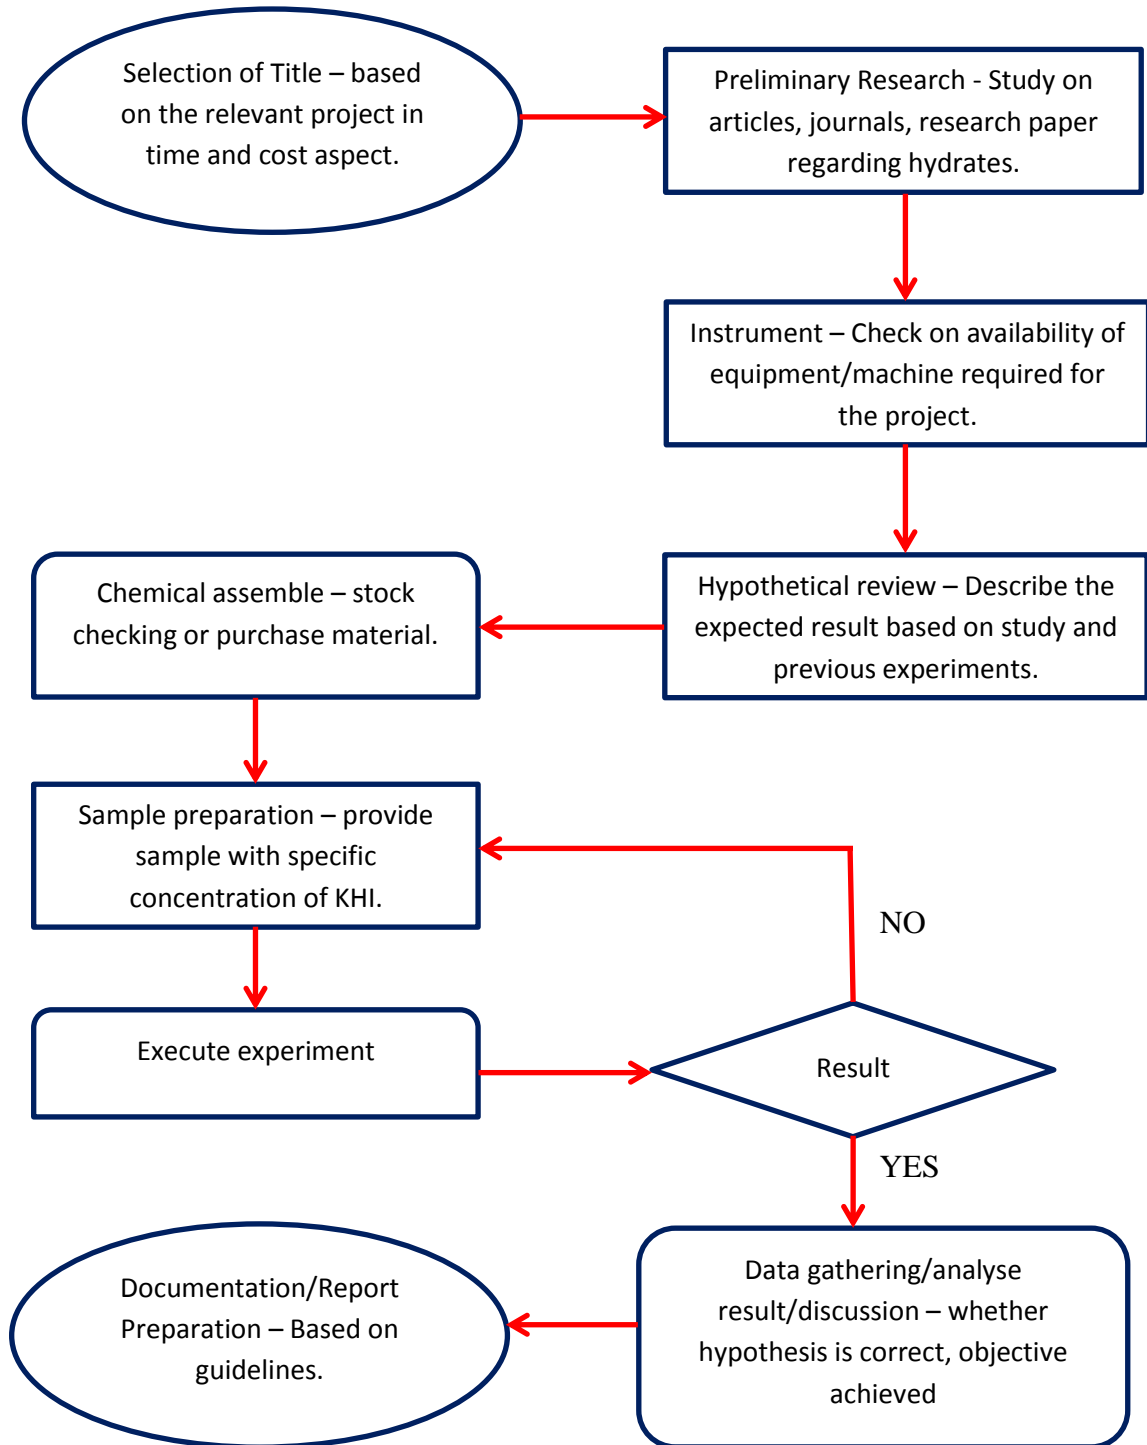 Selection of Title – based
on the relevant project in
time and cost aspect.
Preliminary Research - Study on
articles, journals, research paper
regarding hydrates.
Instrument – Check on availability of
equipment/machine required for
the project.
Hypothetical review – Describe the
expected result based on study and
previous experiments.
Chemical assemble – stock
checking or purchase material.
Sample preparation – provide
sample with specific
concentration of KHI.
Execute experiment
Result
NO
YES
Data gathering/analyse
result/discussion – whether
hypothesis is correct, objective
achieved
Documentation/Report
Preparation – Based on
guidelines.